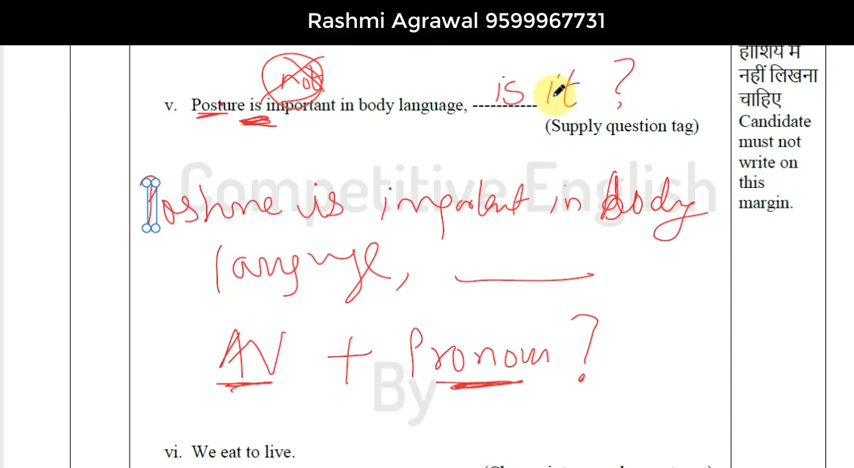 Rashmi Agrawal 9599967731
हाशिये में
नहीं लिखना
चाहिए
Candidate
must not
write on
this
margin.
not
is it ?
v. Posture is important in body language, -----------
(Supply question tag)
Competitive English
Posture is important in body
language, ______
AV + Pronoun ?
By
vi. We eat to live.